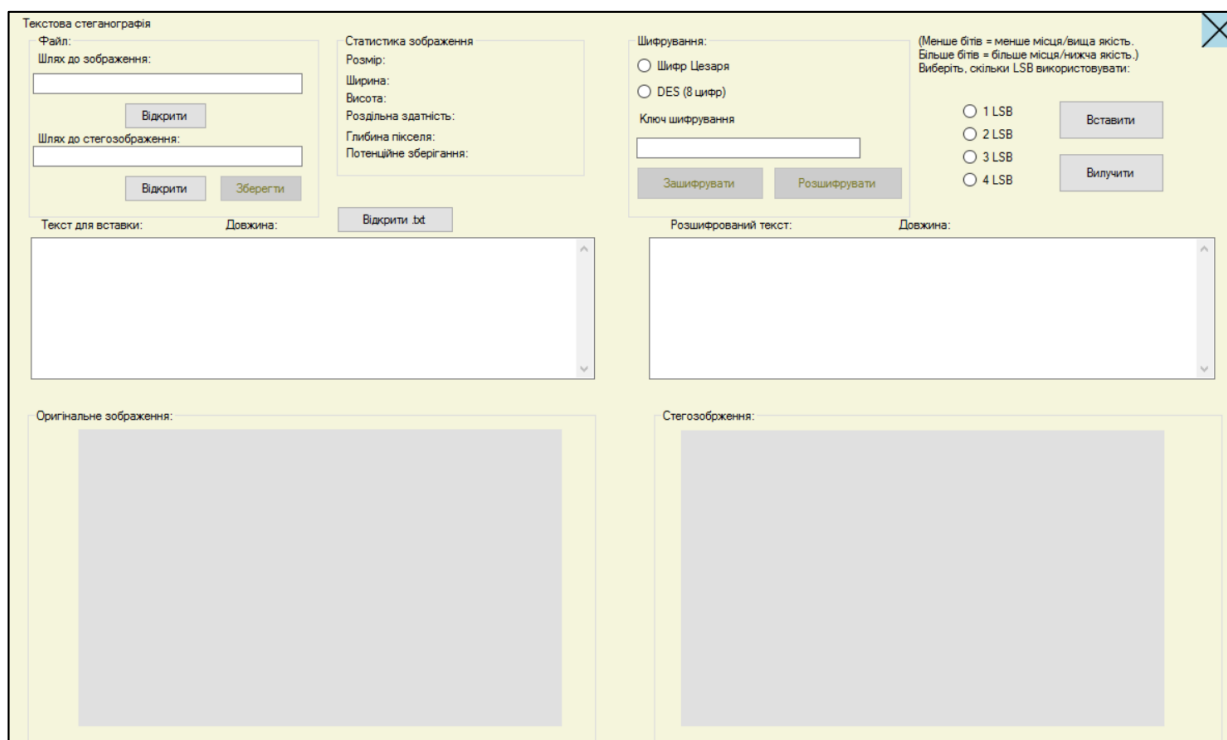 Текстова стеганографія
Файл:
Шлях до зображення:
Відкрити
Шлях до стегозображення:
Відкрити
Зберегти
Статистика зображення
Розмір:
Ширина:
Висота:
Роздільна здатність:
Глибина пікселя:
Потенційне зберігання:
Шифрування:
Шифр Цезаря
DES (8 цифр)
Ключ шифрування
Зашифрувати
Розшифрувати
(Менше бітів = менше місця/вища якість.
Більше бітів = більше місця/нижча якість.)
Виберіть, скільки LSB використовувати:
1 LSB
2 LSB
3 LSB
4 LSB
Вставити
Вилучити
Текст для вставки:
Довжина:
Відкрити .txt
Розшифрований текст:
Довжина:
Оригінальне зображення:
Стегозобрження: